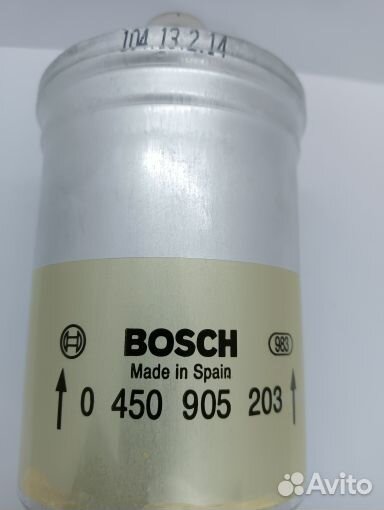 104.13.2.14
BOSCH 983
Made in Spain
0 450 905 203
Avito